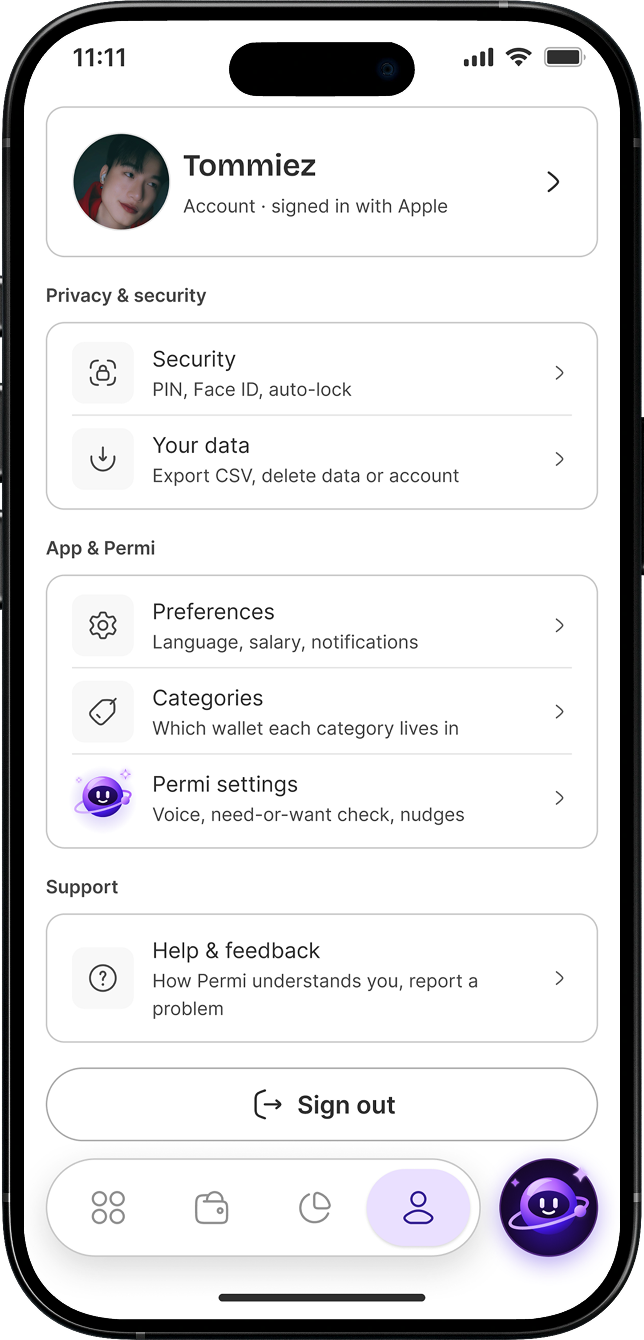 11:11
Tommiez
Account · signed in with Apple
Privacy & security
Security
PIN, Face ID, auto-lock
Your data
Export CSV, delete data or account
App & Permi
Preferences
Language, salary, notifications
Categories
Which wallet each category lives in
Permi settings
Voice, need-or-want check, nudges
Support
Help & feedback
How Permi understands you, report a
problem
Sign out